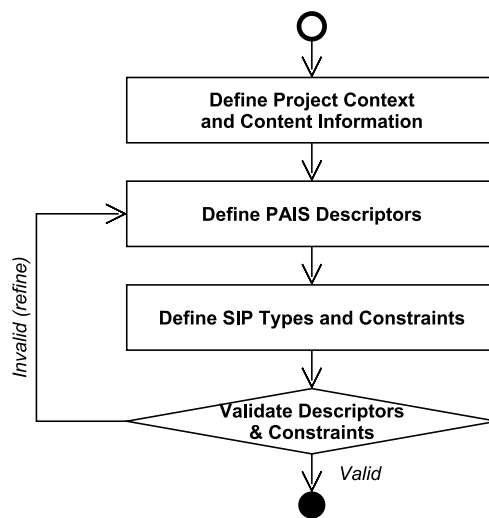 Define Project Context
and Content Information
Define PAIS Descriptors
Define SIP Types and Constraints
Invalid (refine)
Validate Descriptors
& Constraints
Valid